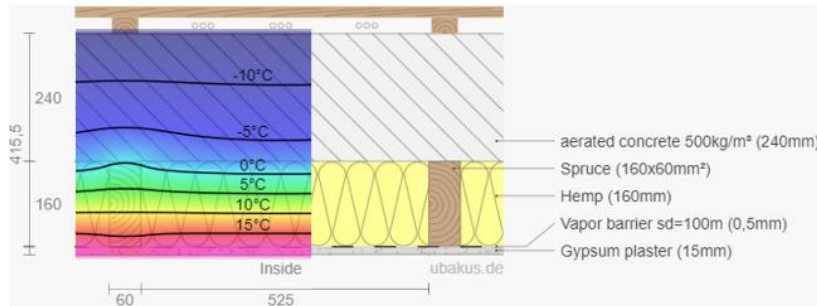 -10°C
-5°C
0°C
5°C
10°C
15°C
415,5
240
160
aerated concrete 500kg/m³ (240mm)
Spruce (160x60mm²)
Hemp (160mm)
Vapor barrier sd=100m (0,5mm)
Gypsum plaster (15mm)
Inside
ubakus.de
60
525